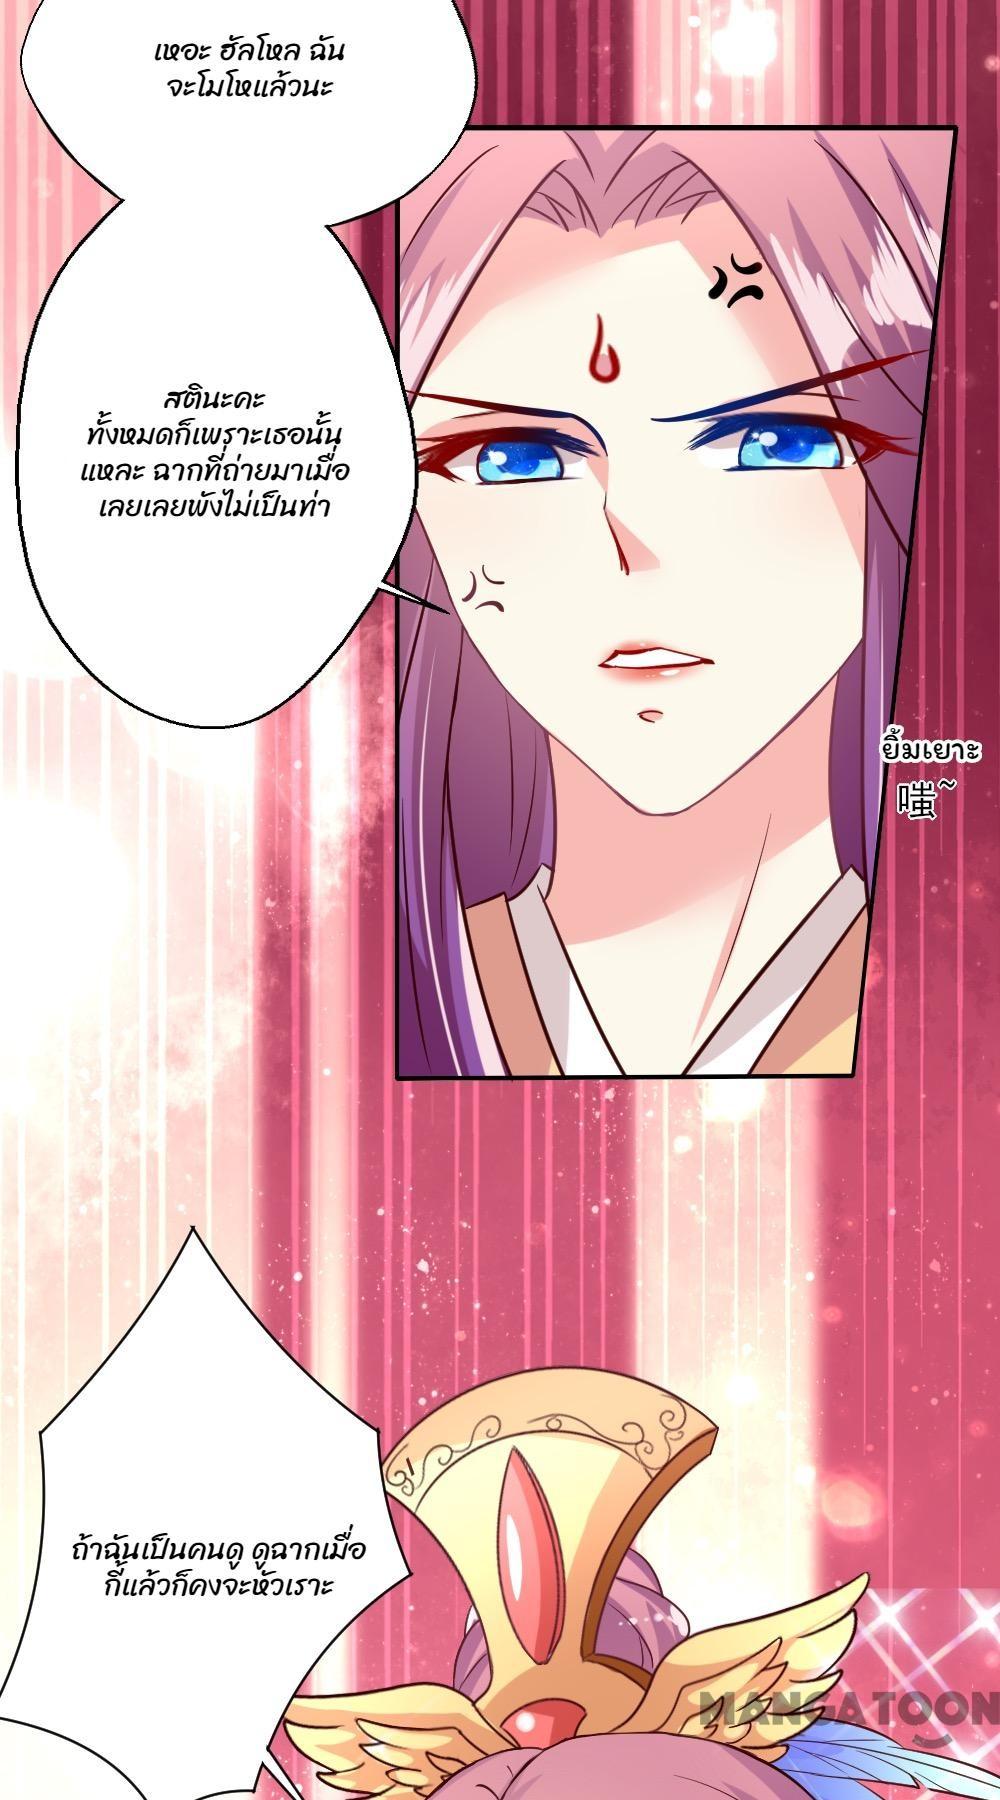 เหอะ ฮัลโหล ฉัน
จะโมโหแล้วนะ
สตินะคะ
ทั้งหมดก็เพราะเธอนั้น
แหละ ฉากที่ถ่ายมาเมื่อ
เลยเลยพังไม่เป็นท่า
ยิ้มเยาะ
嗤~
ถ้าฉันเป็นคนดู ดูฉากเมื่อ
กี้แล้วก็คงจะหัวเราะ
MANGATOON